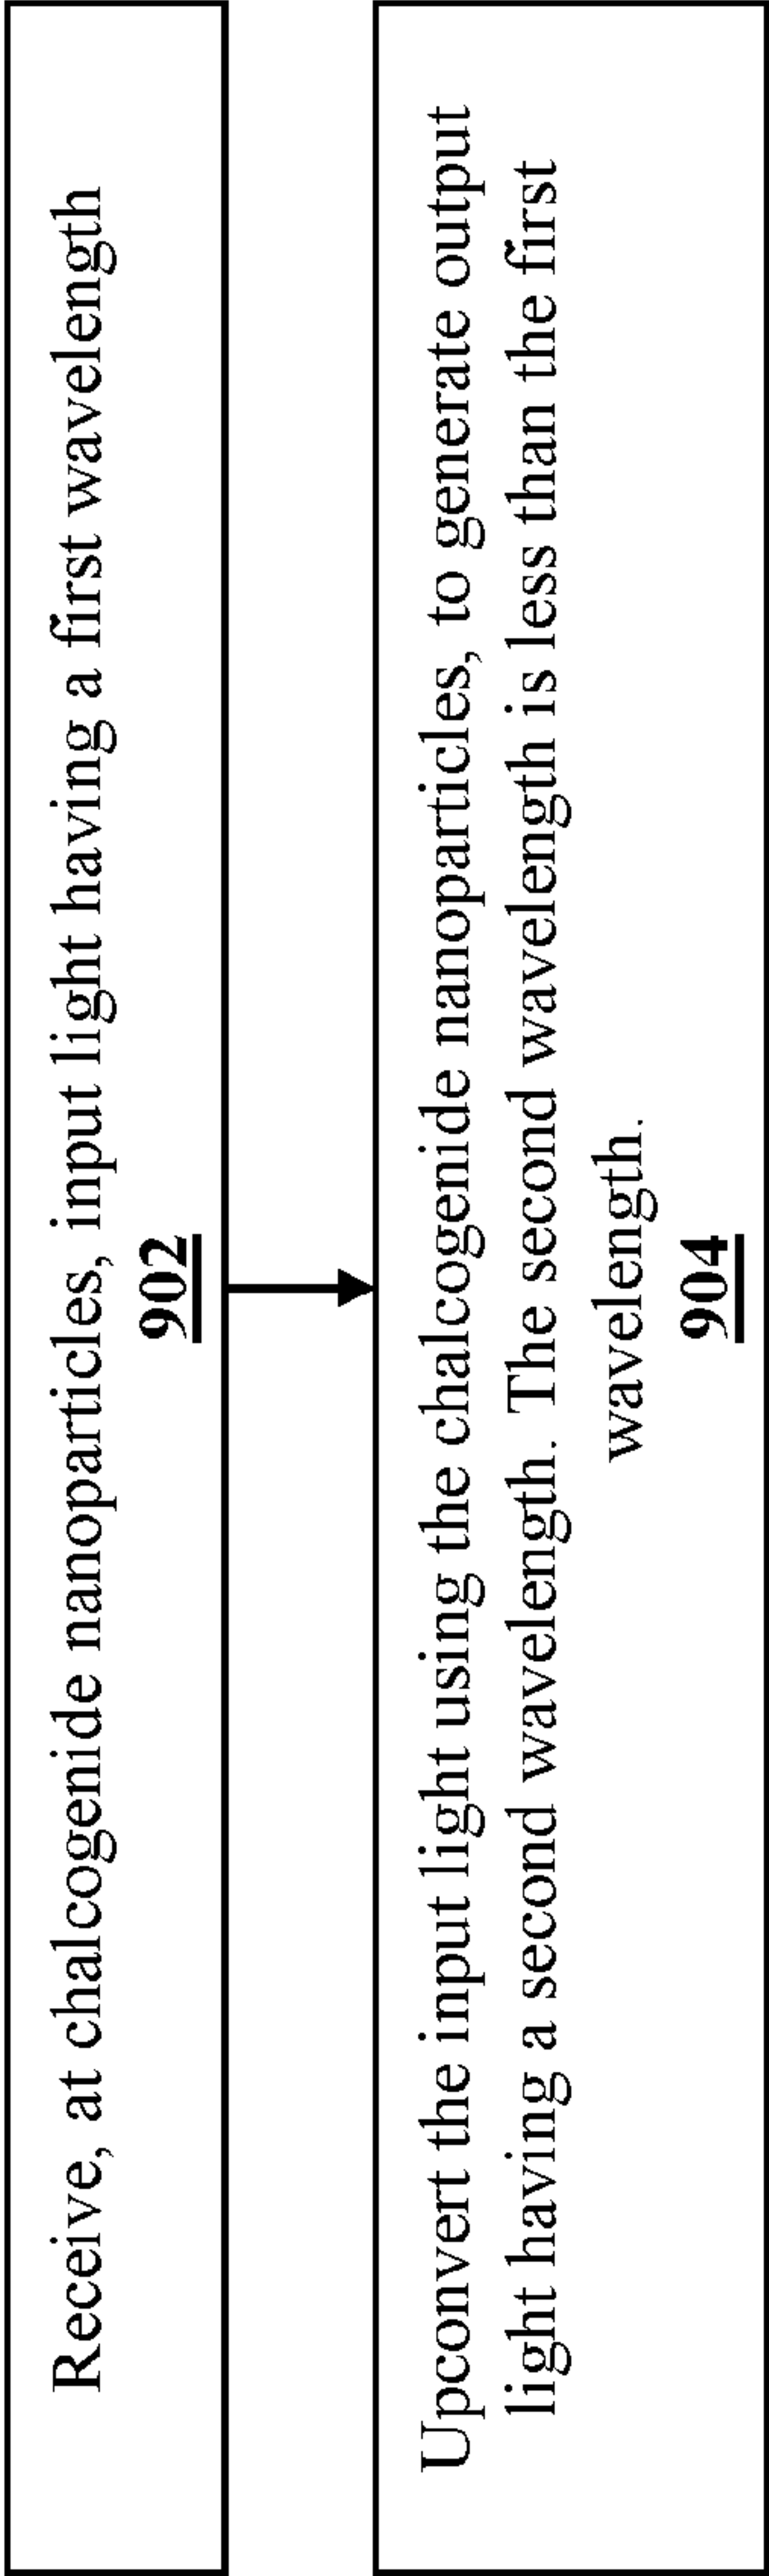 Receive, at chalcogenide nanoparticles, input light having a first wavelength
902
Upconvert the input light using the chalcogenide nanoparticles, to generate output
light having a second wavelength. The second wavelength is less than the first
wavelength.
904